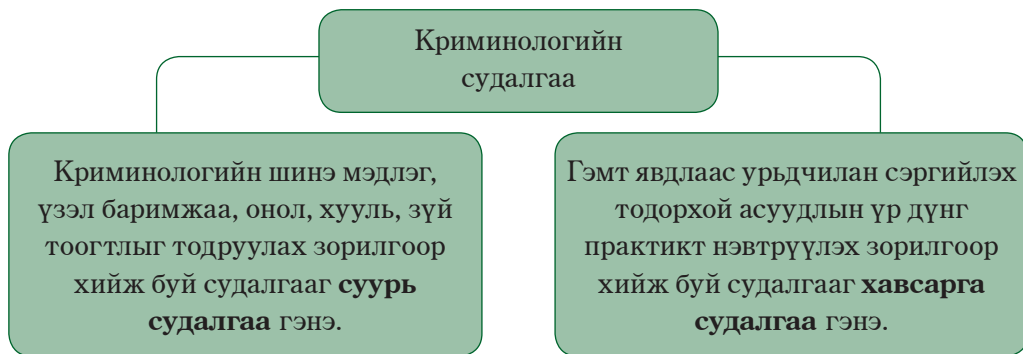 Криминологийн
судалгаа
Криминологийн шинэ мэдлэг,
үзэл баримжаа, онол, хууль, зүй
тоогтлыг тодруулах зорилгоор
хийж буй судалгааг суурь
судалгаа гэнэ.
Гэмт явдлаас урьдчилан сэргийлэх
тодорхой асуудлын үр дүнг
практикт нэвтрүүлэх зорилгоор
хийж буй судалгааг хавсарга
судалгаа гэнэ.